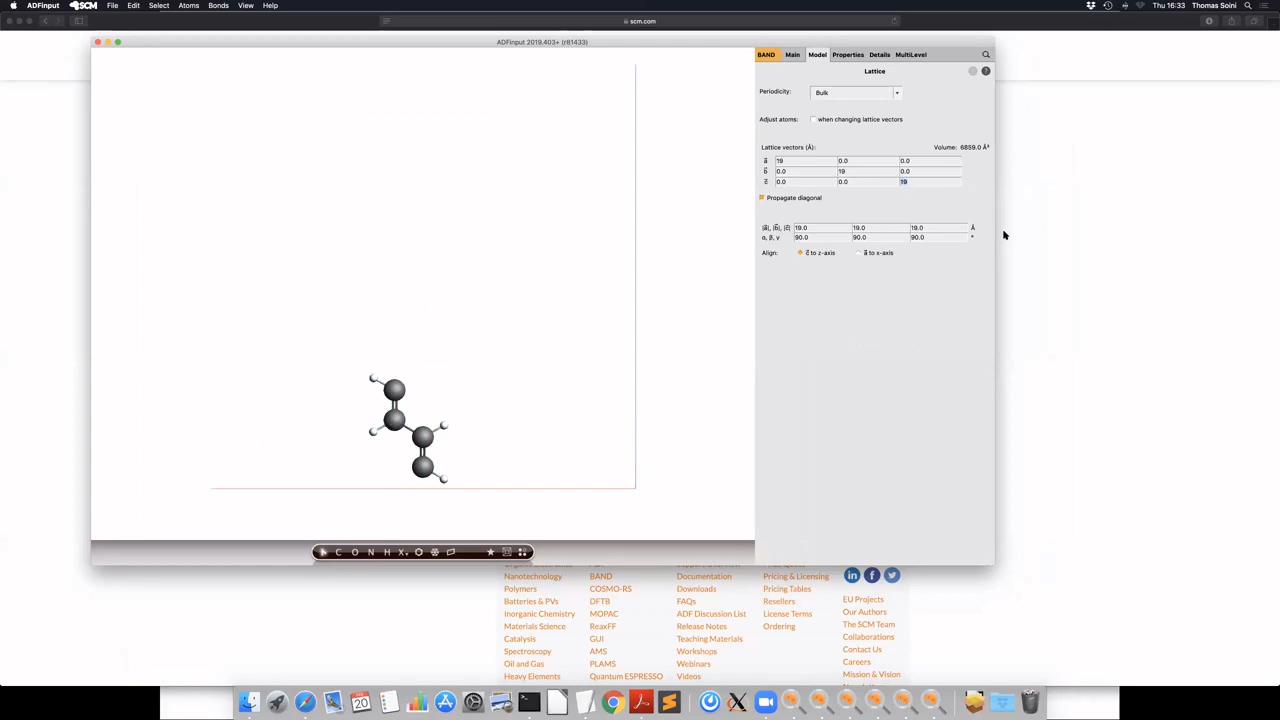 ADFinput File Edit Select Atoms Bonds View Help
Thu 16:33 Thomas Soini
scm.com
ADFinput 2019.403+ (r81433)
BAND Main Model Properties Details MultiLevel
Lattice
Periodicity: Bulk
Adjust atoms: when changing lattice vectors
Lattice vectors (Å): Volume: 6859.0 Å³
a 19 0.0 0.0
b 0.0 19 0.0
c 0.0 0.0 19
Propagate diagonal
|a|, |b|, |c| 19.0 19.0 19.0 Å
α, β, γ 90.0 90.0 90.0 °
Align: c to z-axis a to x-axis
C O N H X
Nanotechnology BAND Documentation Pricing & Licensing
Polymers COSMO-RS Downloads Pricing Tables
Batteries & PVs DFTB FAQs Resellers
Inorganic Chemistry MOPAC ADF Discussion List License Terms
Materials Science ReaxFF Release Notes Ordering
Catalysis GUI Teaching Materials
Spectroscopy AMS Workshops
Oil and Gas PLAMS Webinars
Heavy Elements Quantum ESPRESSO Videos
EU Projects
Our Authors
The SCM Team
Collaborations
Contact Us
Careers
Mission & Vision
20